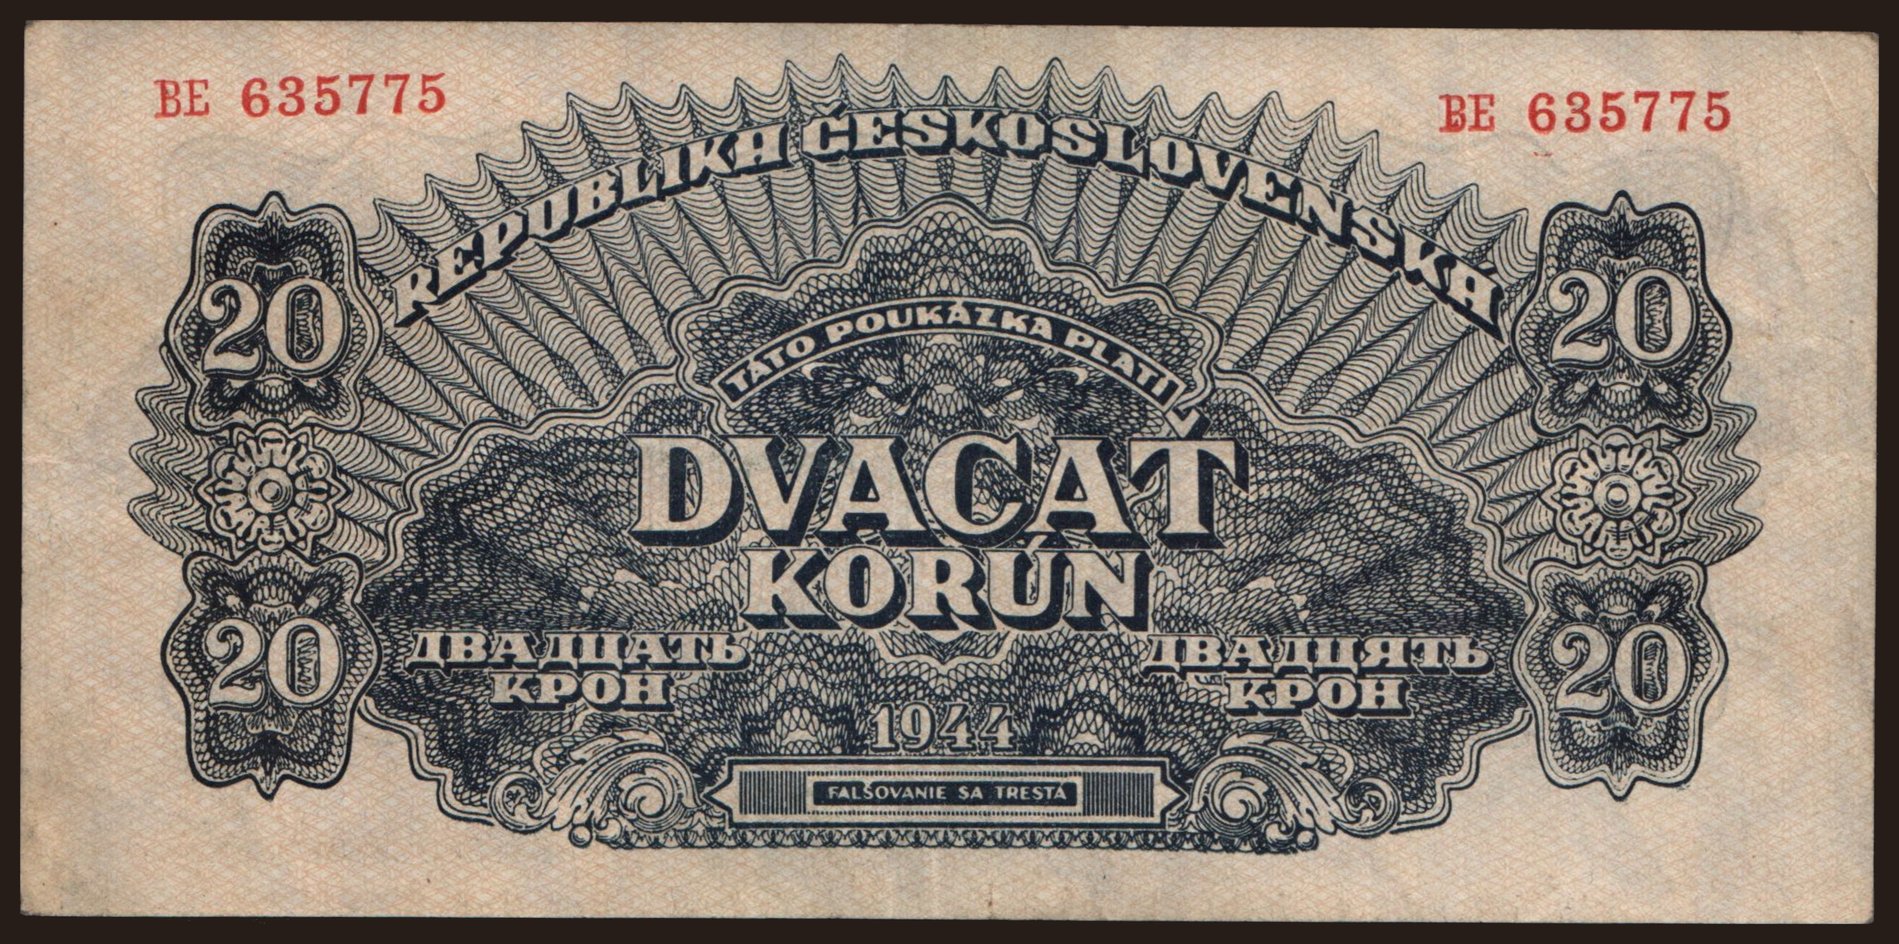 BE 635775
BE 635775
REPUBLIKA ČESKOSLOVENSKÁ
20
20
TÁTO POUKÁZKA PLATÍ
DVACAŤ
KORÚN
20
20
ДВАДЦАТЬ
КРОН
ДВАДЦЯТЬ
КРОН
1944
FALŠOVANIE SA TRESTÁ